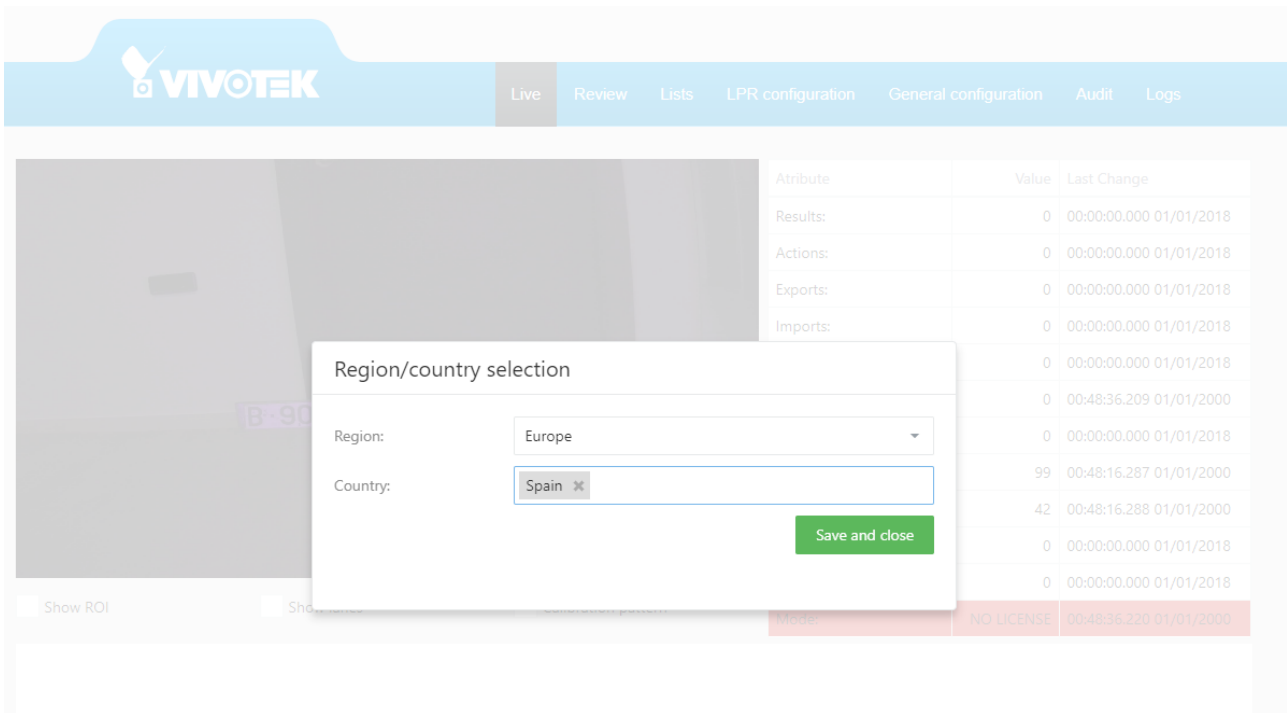 VIVOTEK
Live Review Lists LPR configuration General configuration Audit Logs
Atribute Value Last Change
Results: 0 00:00:00.000 01/01/2018
Actions: 0 00:00:00.000 01/01/2018
Exports: 0 00:00:00.000 01/01/2018
Imports: 0 00:00:00.000 01/01/2018
0 00:00:00.000 01/01/2018
0 00:48:36.209 01/01/2000
0 00:00:00.000 01/01/2018
99 00:48:16.287 01/01/2000
42 00:48:16.288 01/01/2000
0 00:00:00.000 01/01/2018
0 00:00:00.000 01/01/2018
Mode: NO LICENSE 00:48:36.220 01/01/2000
B-90
Region/country selection
Region: Europe
Country: Spain
Save and close
Show ROI